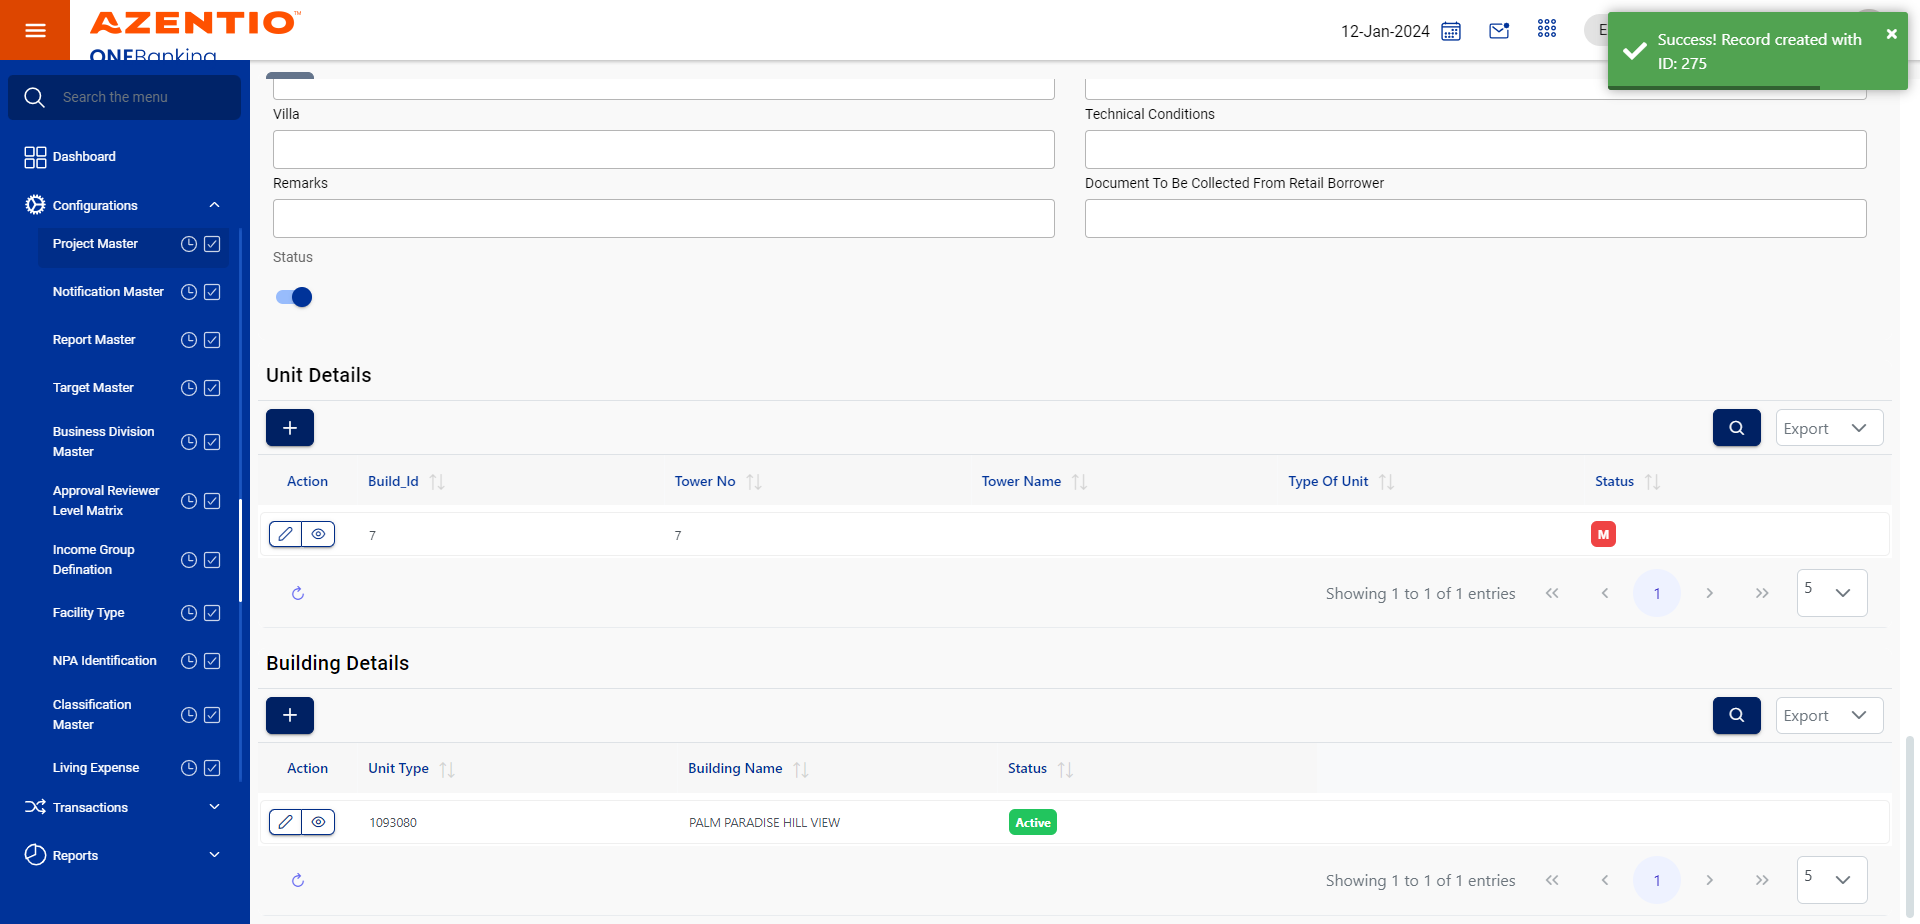 AZENTIO™
ONEBanking
12-Jan-2024
E
Success! Record created with
ID: 275
Search the menu
Dashboard
Configurations
Project Master
Notification Master
Report Master
Target Master
Business Division
Master
Approval Reviewer
Level Matrix
Income Group
Defination
Facility Type
NPA Identification
Classification
Master
Living Expense
Transactions
Reports
Villa
Technical Conditions
Remarks
Document To Be Collected From Retail Borrower
Status
Unit Details
Export
Action Build_Id Tower No Tower Name Type Of Unit Status
7 7 M
Showing 1 to 1 of 1 entries 1 5
Building Details
Export
Action Unit Type Building Name Status
1093080 PALM PARADISE HILL VIEW Active
Showing 1 to 1 of 1 entries 1 5